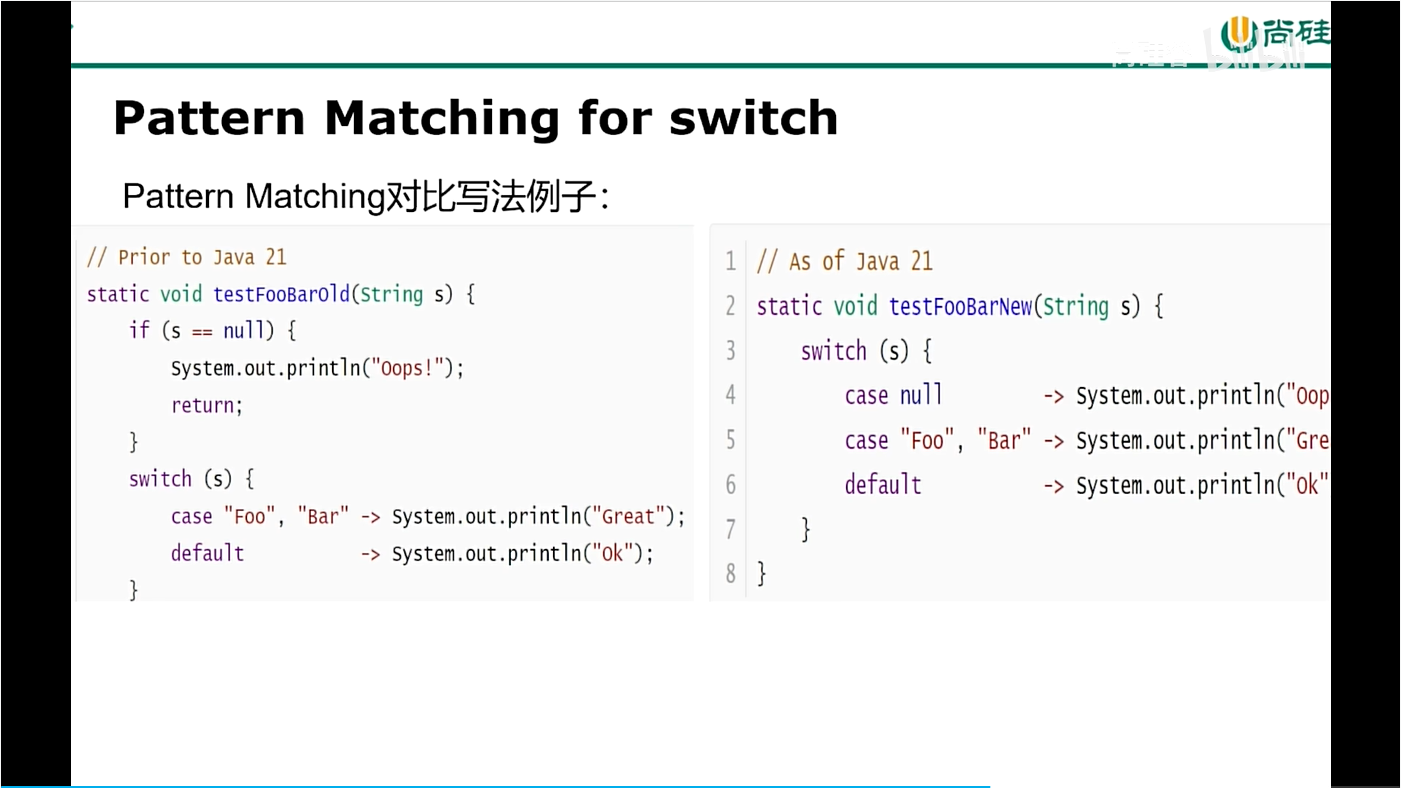 尚硅
bilibili
Pattern Matching for switch
Pattern Matching对比写法例子：
// Prior to Java 21
static void testFooBarOld(String s) {
if (s == null) {
System.out.println("Oops!");
return;
}
switch (s) {
case "Foo", "Bar" -> System.out.println("Great");
default -> System.out.println("Ok");
}
1 // As of Java 21
2 static void testFooBarNew(String s) {
3 switch (s) {
4 case null -> System.out.println("Oop
5 case "Foo", "Bar" -> System.out.println("Gre
6 default -> System.out.println("Ok"
7 }
8 }